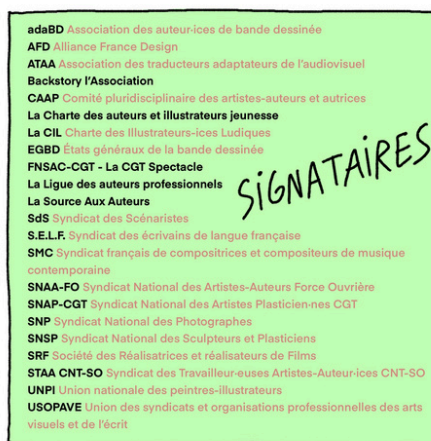 adaBD Association des auteur·ices de bande dessinée
AFD Alliance France Design
ATAA Association des traducteurs adaptateurs de l'audiovisuel
Backstory l'Association
CAAP Comité pluridisciplinaire des artistes-auteurs et autrices
La Charte des auteurs et illustrateurs jeunesse
La CIL Charte des Illustrateurs-ices Ludiques
EGBD États généraux de la bande dessinée
FNSAC-CGT - La CGT Spectacle
La Ligue des auteurs professionnels
La Source Aux Auteurs
SdS Syndicat des Scénaristes
S.E.L.F. Syndicat des écrivains de langue française
SMC Syndicat français de compositrices et compositeurs de musique
contemporaine
SNAA-FO Syndicat National des Artistes-Auteurs Force Ouvrière
SNAP-CGT Syndicat National des Artistes Plasticien·nes CGT
SNP Syndicat National des Photographes
SNSP Syndicat National des Sculpteurs et Plasticiens
SRF Société des Réalisatrices et réalisateurs de Films
STAA CNT-SO Syndicat des Travailleur·euses Artistes-Auteur·ices CNT-SO
UNPI Union nationale des peintres-illustrateurs
USOPAVE Union des syndicats et organisations professionnelles des arts
visuels et de l'écrit
SIGNATAIRES